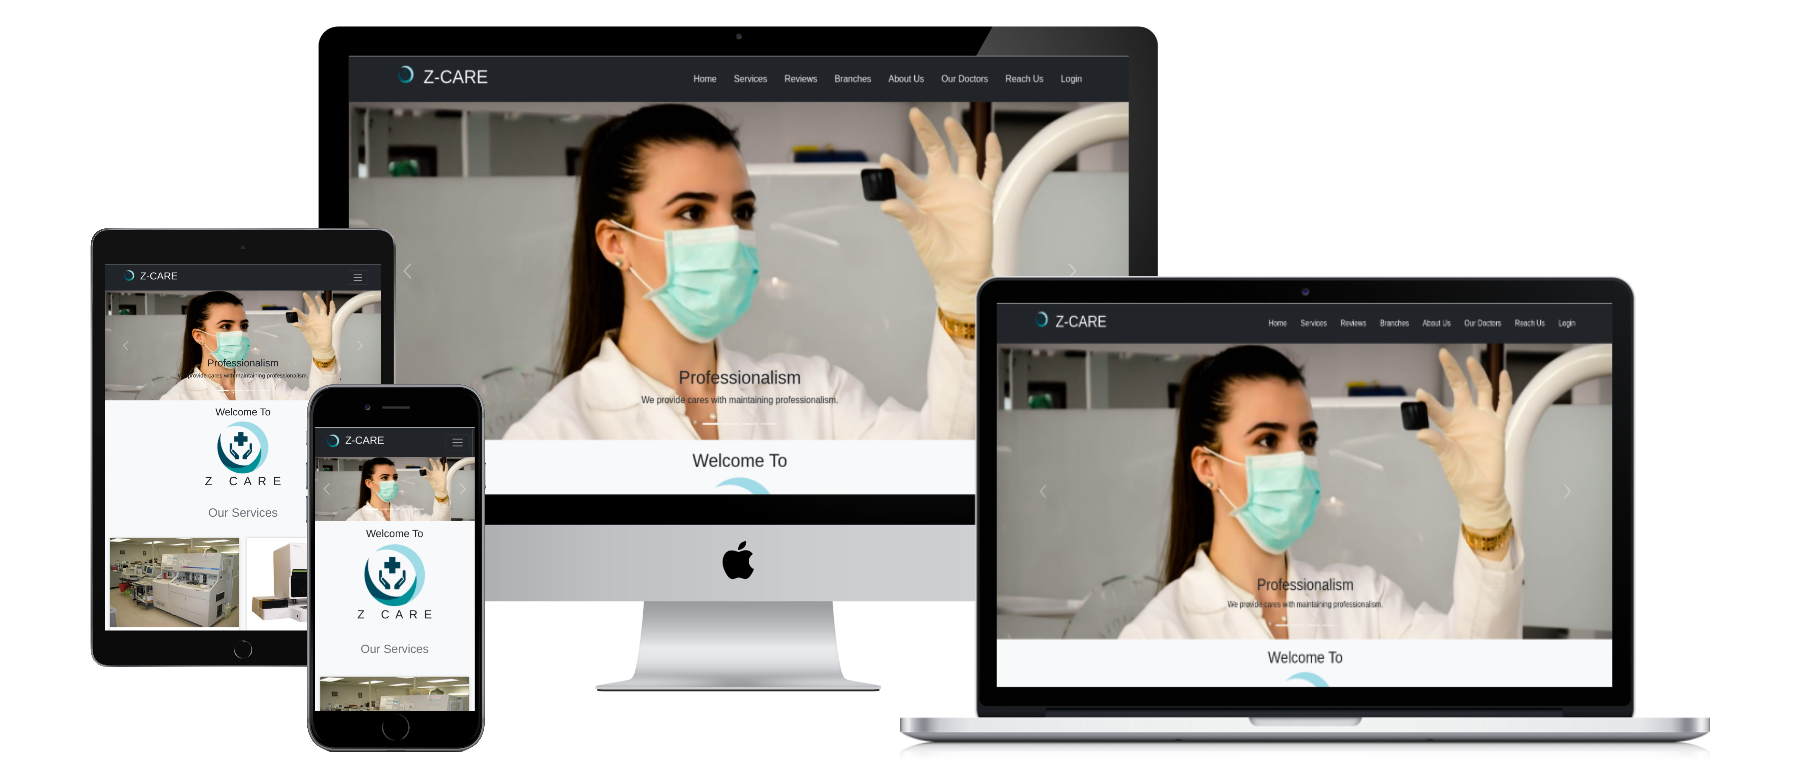 Z-CARE
Home Services Reviews Branches About Us Our Doctors Reach Us Login
Professionalism
We provide cares with maintaining professionalism.
Welcome To
Z-CARE
Professionalism
We provide cares with maintaining professionalism.
Welcome To
Z CARE
Our Services
Z-CARE
Welcome To
Z CARE
Our Services
Z-CARE
Home Services Reviews Branches About Us Our Doctors Reach Us Login
Professionalism
We provide cares with maintaining professionalism.
Welcome To